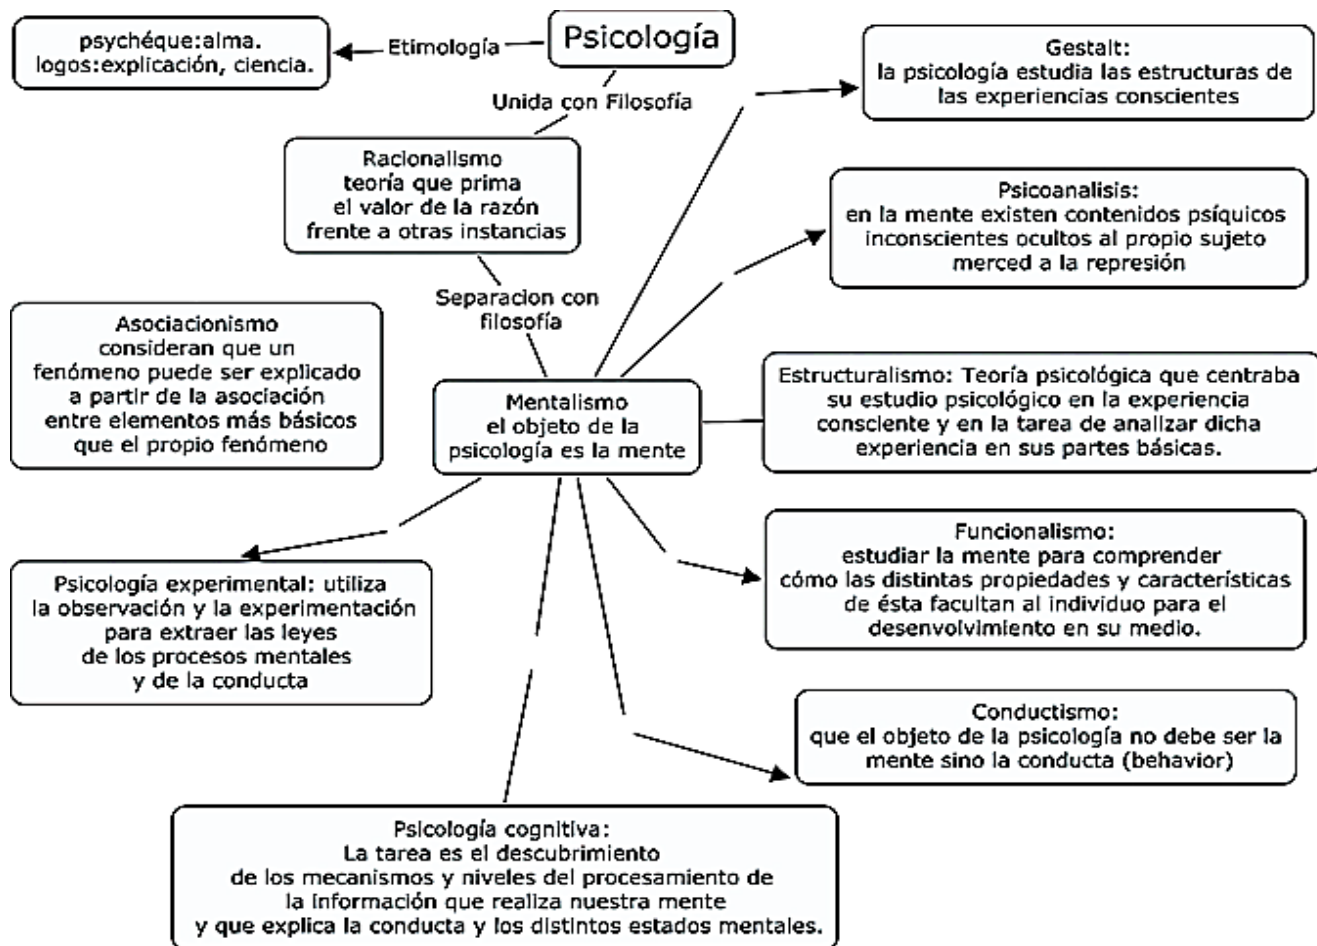 Psicología
Etimología
psychéque:alma.
logos:explicación, ciencia.
Unida con Filosofía
Racionalismo
teoría que prima
el valor de la razón
frente a otras instancias
Separacion con
filosofía
Asociacionismo
consideran que un
fenómeno puede ser explicado
a partir de la asociación
entre elementos más básicos
que el propio fenómeno
Mentalismo
el objeto de la
psicología es la mente
Gestalt:
la psicología estudia las estructuras de
las experiencias conscientes
Psicoanalisis:
en la mente existen contenidos psíquicos
inconscientes ocultos al propio sujeto
merced a la represión
Estructuralismo: Teoría psicológica que centraba
su estudio psicológico en la experiencia
consciente y en la tarea de analizar dicha
experiencia en sus partes básicas.
Funcionalismo:
estudiar la mente para comprender
cómo las distintas propiedades y características
de ésta facultan al individuo para el
desenvolvimiento en su medio.
Conductismo:
que el objeto de la psicología no debe ser la
mente sino la conducta (behavior)
Psicología experimental: utiliza
la observación y la experimentación
para extraer las leyes
de los procesos mentales
y de la conducta
Psicología cognitiva:
La tarea es el descubrimiento
de los mecanismos y niveles del procesamiento de
la información que realiza nuestra mente
y que explica la conducta y los distintos estados mentales.